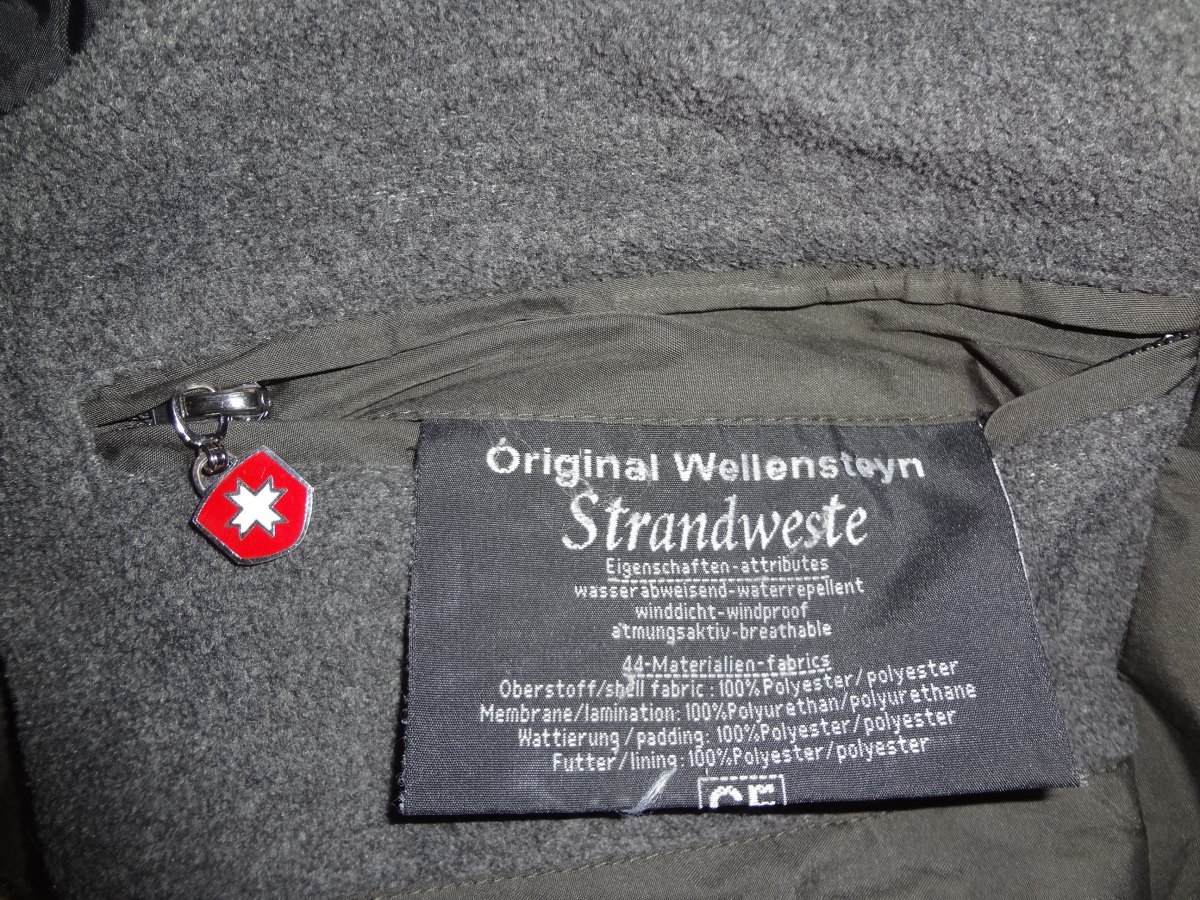 Original Wellensteyn
Strandweste
Eigenschaften-attributes
wasserabweisend-waterrepellent
winddicht-windproof
atmungsaktiv-breathable
44-Materialien-fabrics
Oberstoff/shell fabric: 100%Polyester/polyester
Membrane/lamination: 100%Polyurethan/polyurethane
Wattierung/padding: 100%Polyester/polyester
Futter/lining: 100%Polyester/polyester
CE